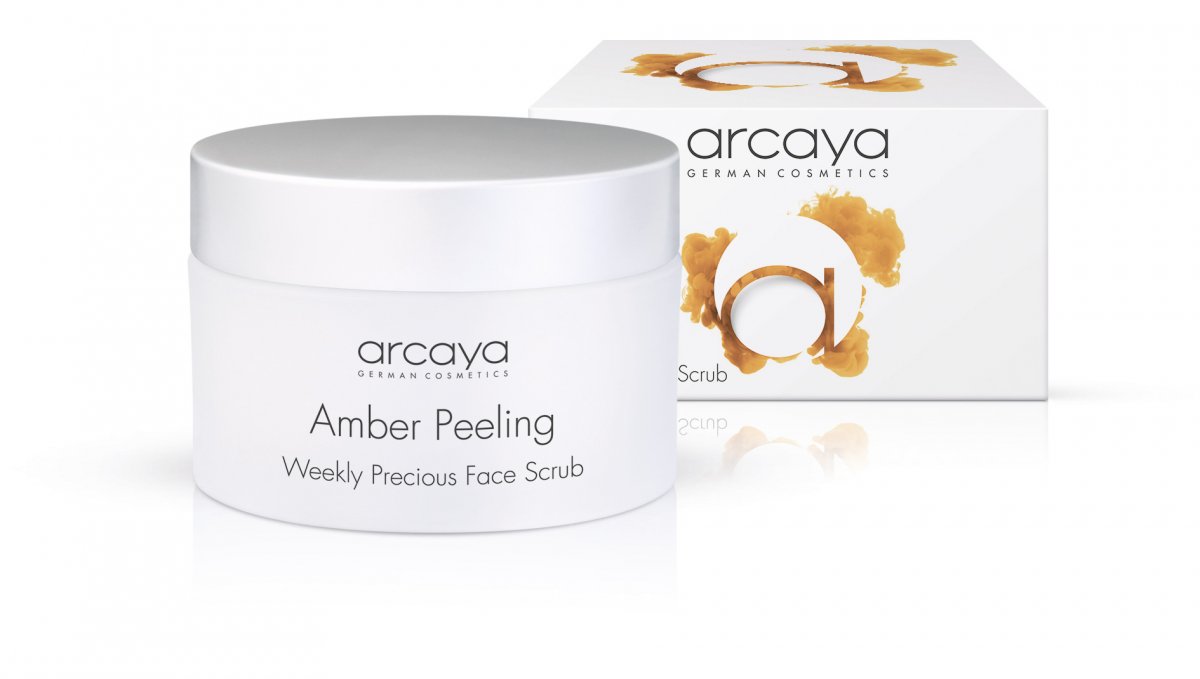 arcaya
GERMAN COSMETICS
Amber Peeling
Weekly Precious Face Scrub
arcaya
GERMAN COSMETICS
a
Scrub
a